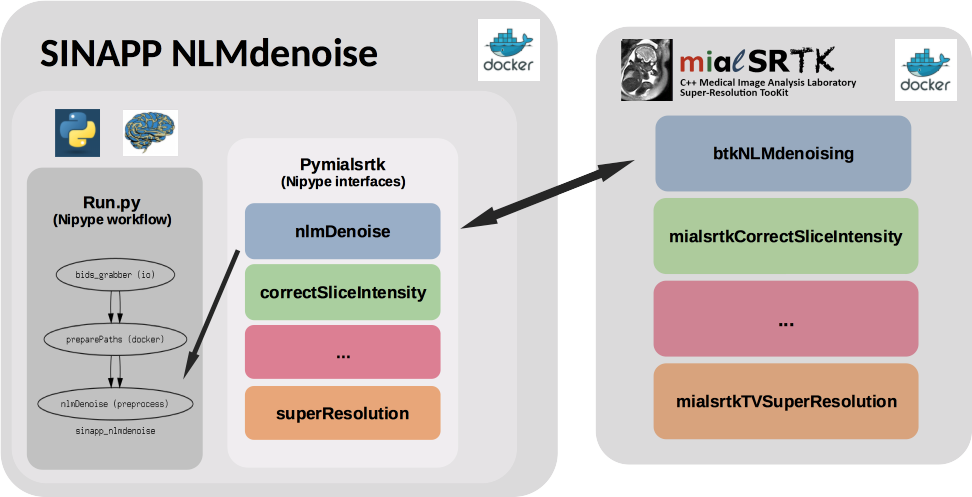 SINAPP NLMdenoise
docker
Run.py
(Nipype workflow)
bids_grabber (io)
preparePaths (docker)
nlmDenoise (preprocess)
sinapp_nlmdenoise
Pymialsrtk
(Nipype interfaces)
nlmDenoise
correctSliceIntensity
...
superResolution
mialSRTK
C++ Medical Image Analysis Laboratory
Super-Resolution TooKit
docker
btkNLMdenoising
mialsrtkCorrectSliceIntensity
...
mialsrtkTVSuperResolution